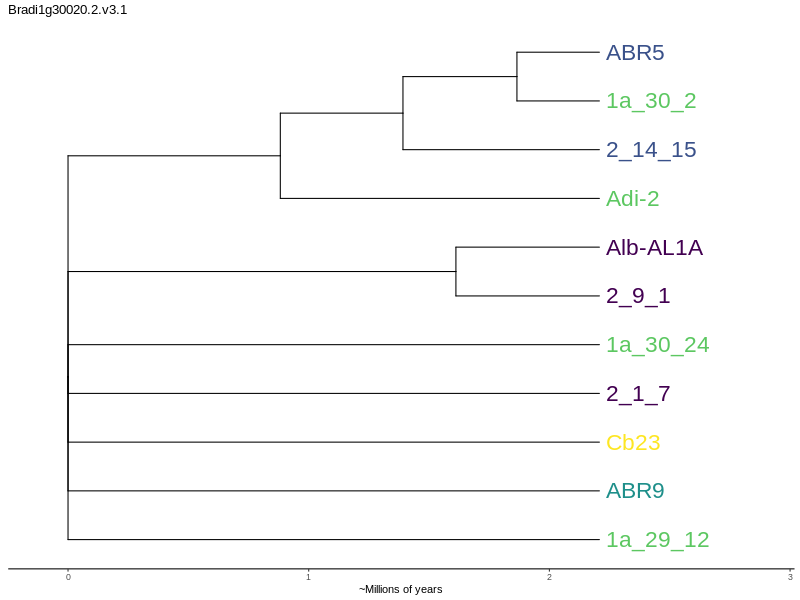 Bradi1g30020.2.v3.1
ABR5
1a_30_2
2_14_15
Adi-2
Alb-AL1A
2_9_1
1a_30_24
2_1_7
Cb23
ABR9
1a_29_12
0 1 2 3
~Millions of years